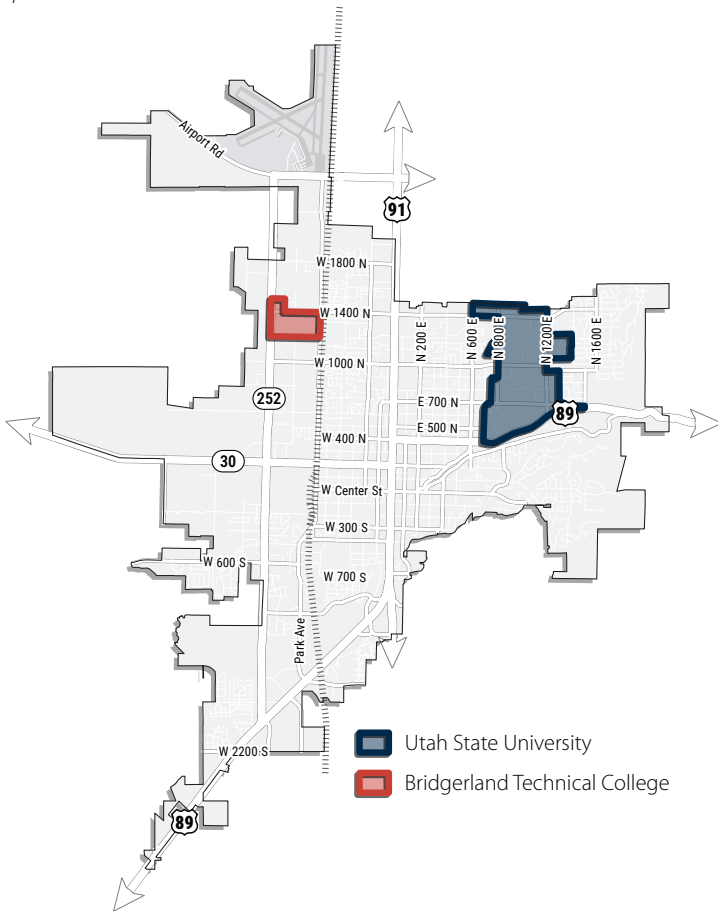 Airport Rd
91
W 1800 N
W 1400 N
N 200 E
N 600 E
N 800 E
N 1200 E
N 1600 E
W 1000 N
252
E 700 N
89
E 500 N
W 400 N
30
W Center St
W 300 S
W 600 S
W 700 S
Park Ave
Utah State University
W 2200 S
Bridgerland Technical College
89